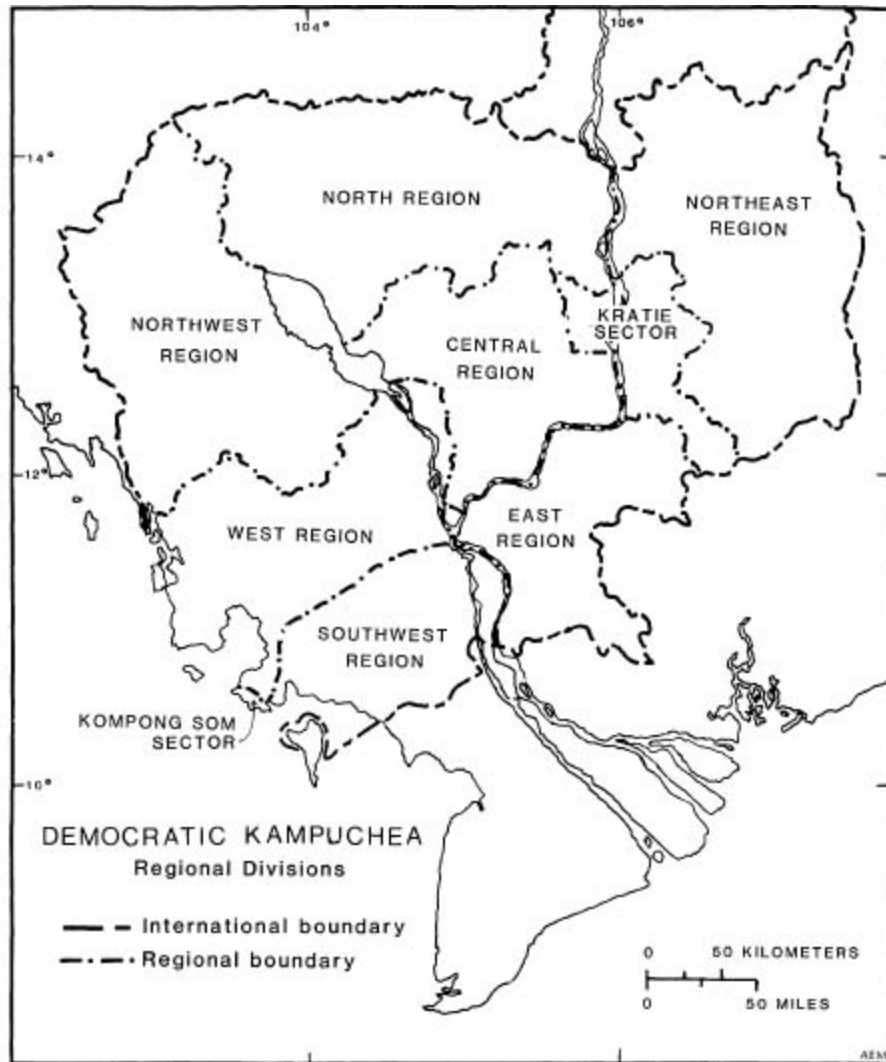 104°
106°
14°
NORTH REGION
NORTHEAST
REGION
NORTHWEST
REGION
KRATIE
SECTOR
CENTRAL
REGION
12°
EAST
REGION
WEST REGION
SOUTHWEST
REGION
KOMPONG SOM
SECTOR
10°
DEMOCRATIC KAMPUCHEA
Regional Divisions
International boundary
Regional boundary
0 50 KILOMETERS
0 50 MILES